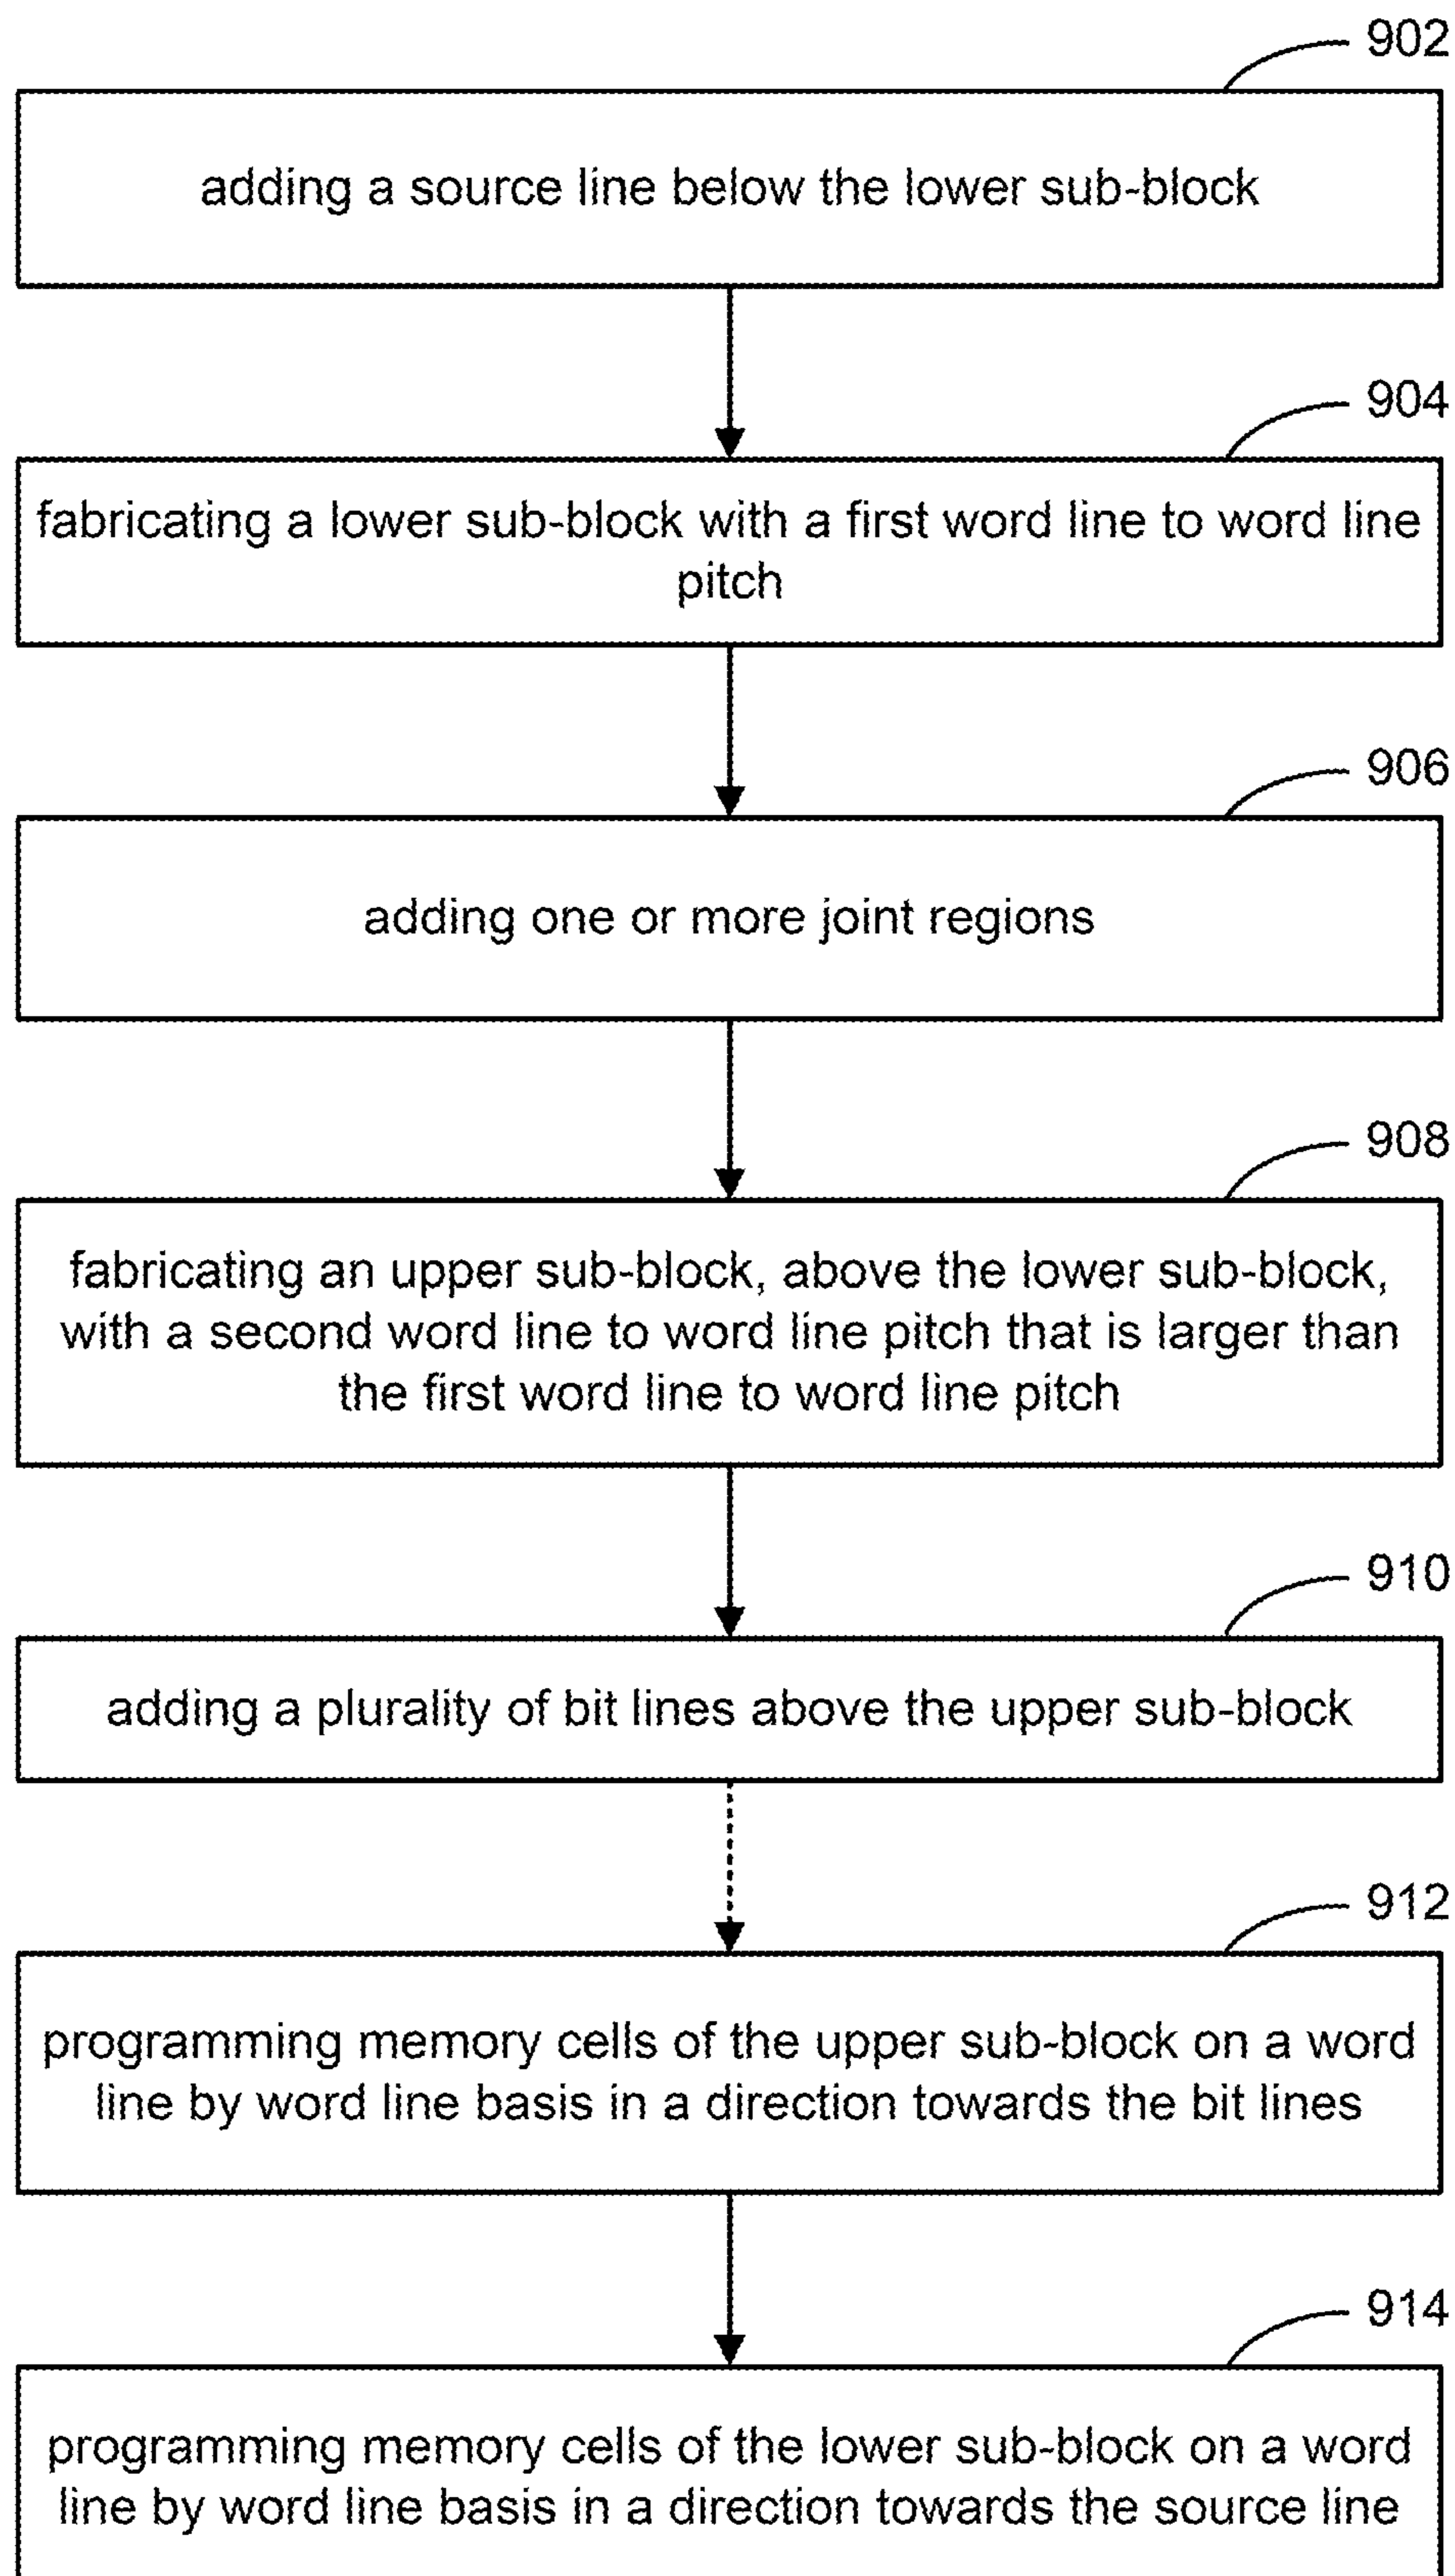 902
adding a source line below the lower sub-block
904
fabricating a lower sub-block with a first word line to word line
pitch
906
adding one or more joint regions
908
fabricating an upper sub-block, above the lower sub-block,
with a second word line to word line pitch that is larger than
the first word line to word line pitch
910
adding a plurality of bit lines above the upper sub-block
912
programming memory cells of the upper sub-block on a word
line by word line basis in a direction towards the bit lines
914
programming memory cells of the lower sub-block on a word
line by word line basis in a direction towards the source line